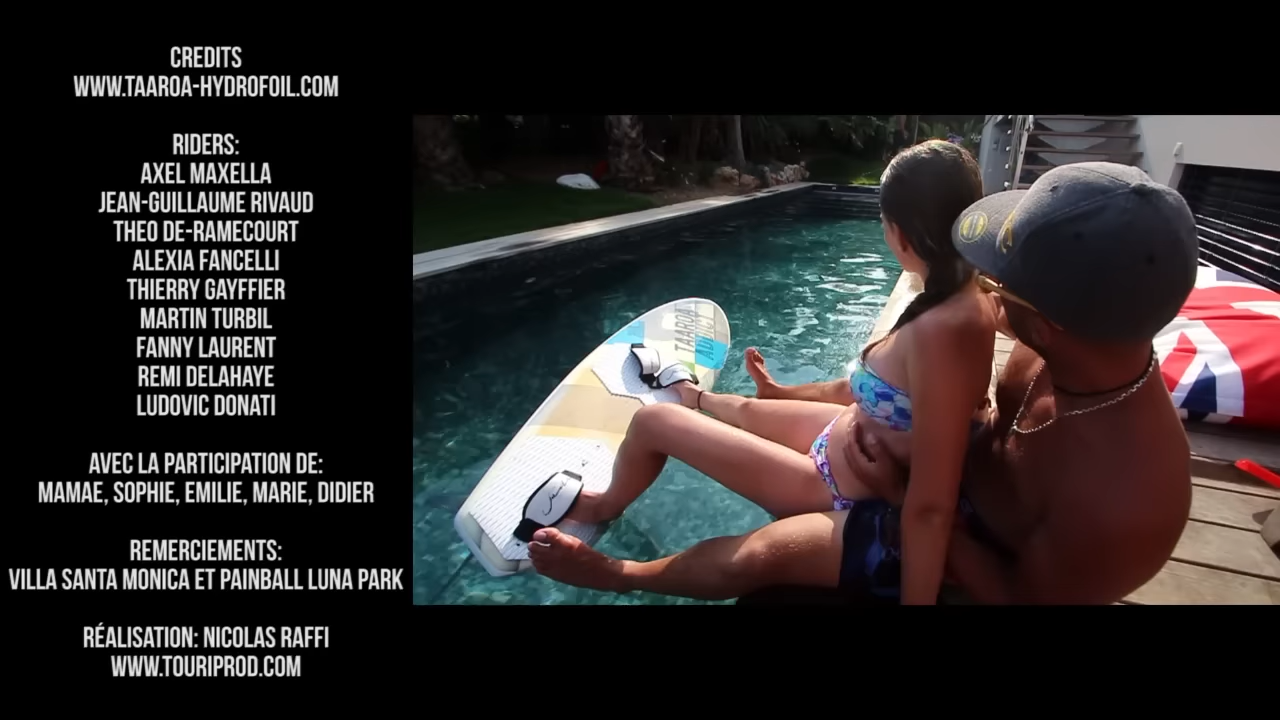 CREDITS
WWW.TAAROA-HYDROFOIL.COM
RIDERS:
AXEL MAXELLA
JEAN-GUILLAUME RIVAUD
THEO DE-RAMECOURT
ALEXIA FANCELLI
THIERRY GAYFFIER
MARTIN TURBIL
FANNY LAURENT
REMI DELAHAYE
LUDOVIC DONATI
AVEC LA PARTICIPATION DE:
MAMAE, SOPHIE, EMILIE, MARIE, DIDIER
REMERCIEMENTS:
VILLA SANTA MONICA ET PAINBALL LUNA PARK
RÉALISATION: NICOLAS RAFFI
WWW.TOURIPROD.COM
TAAROA
ADDICT